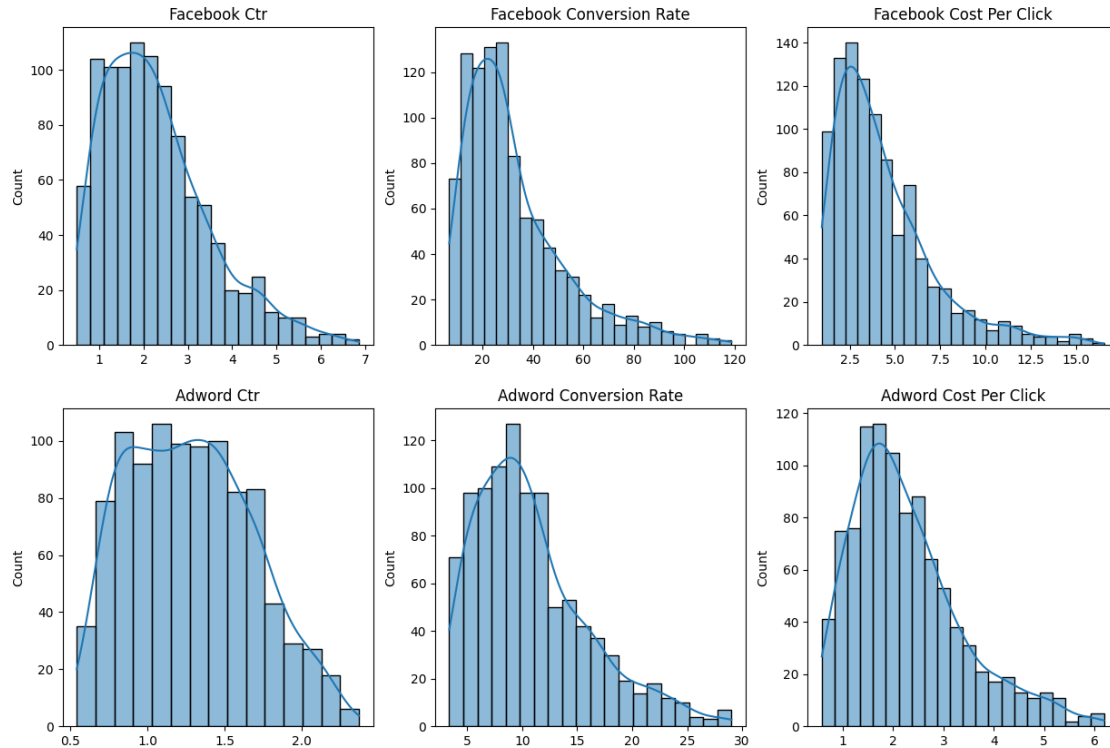 Facebook Ctr
Count
100
80
60
40
20
0
1 2 3 4 5 6 7
Facebook Conversion Rate
Count
120
100
80
60
40
20
0
20 40 60 80 100 120
Facebook Cost Per Click
Count
140
120
100
80
60
40
20
0
2.5 5.0 7.5 10.0 12.5 15.0
Adword Ctr
Count
100
80
60
40
20
0
0.5 1.0 1.5 2.0
Adword Conversion Rate
Count
120
100
80
60
40
20
0
5 10 15 20 25 30
Adword Cost Per Click
Count
120
100
80
60
40
20
0
1 2 3 4 5 6